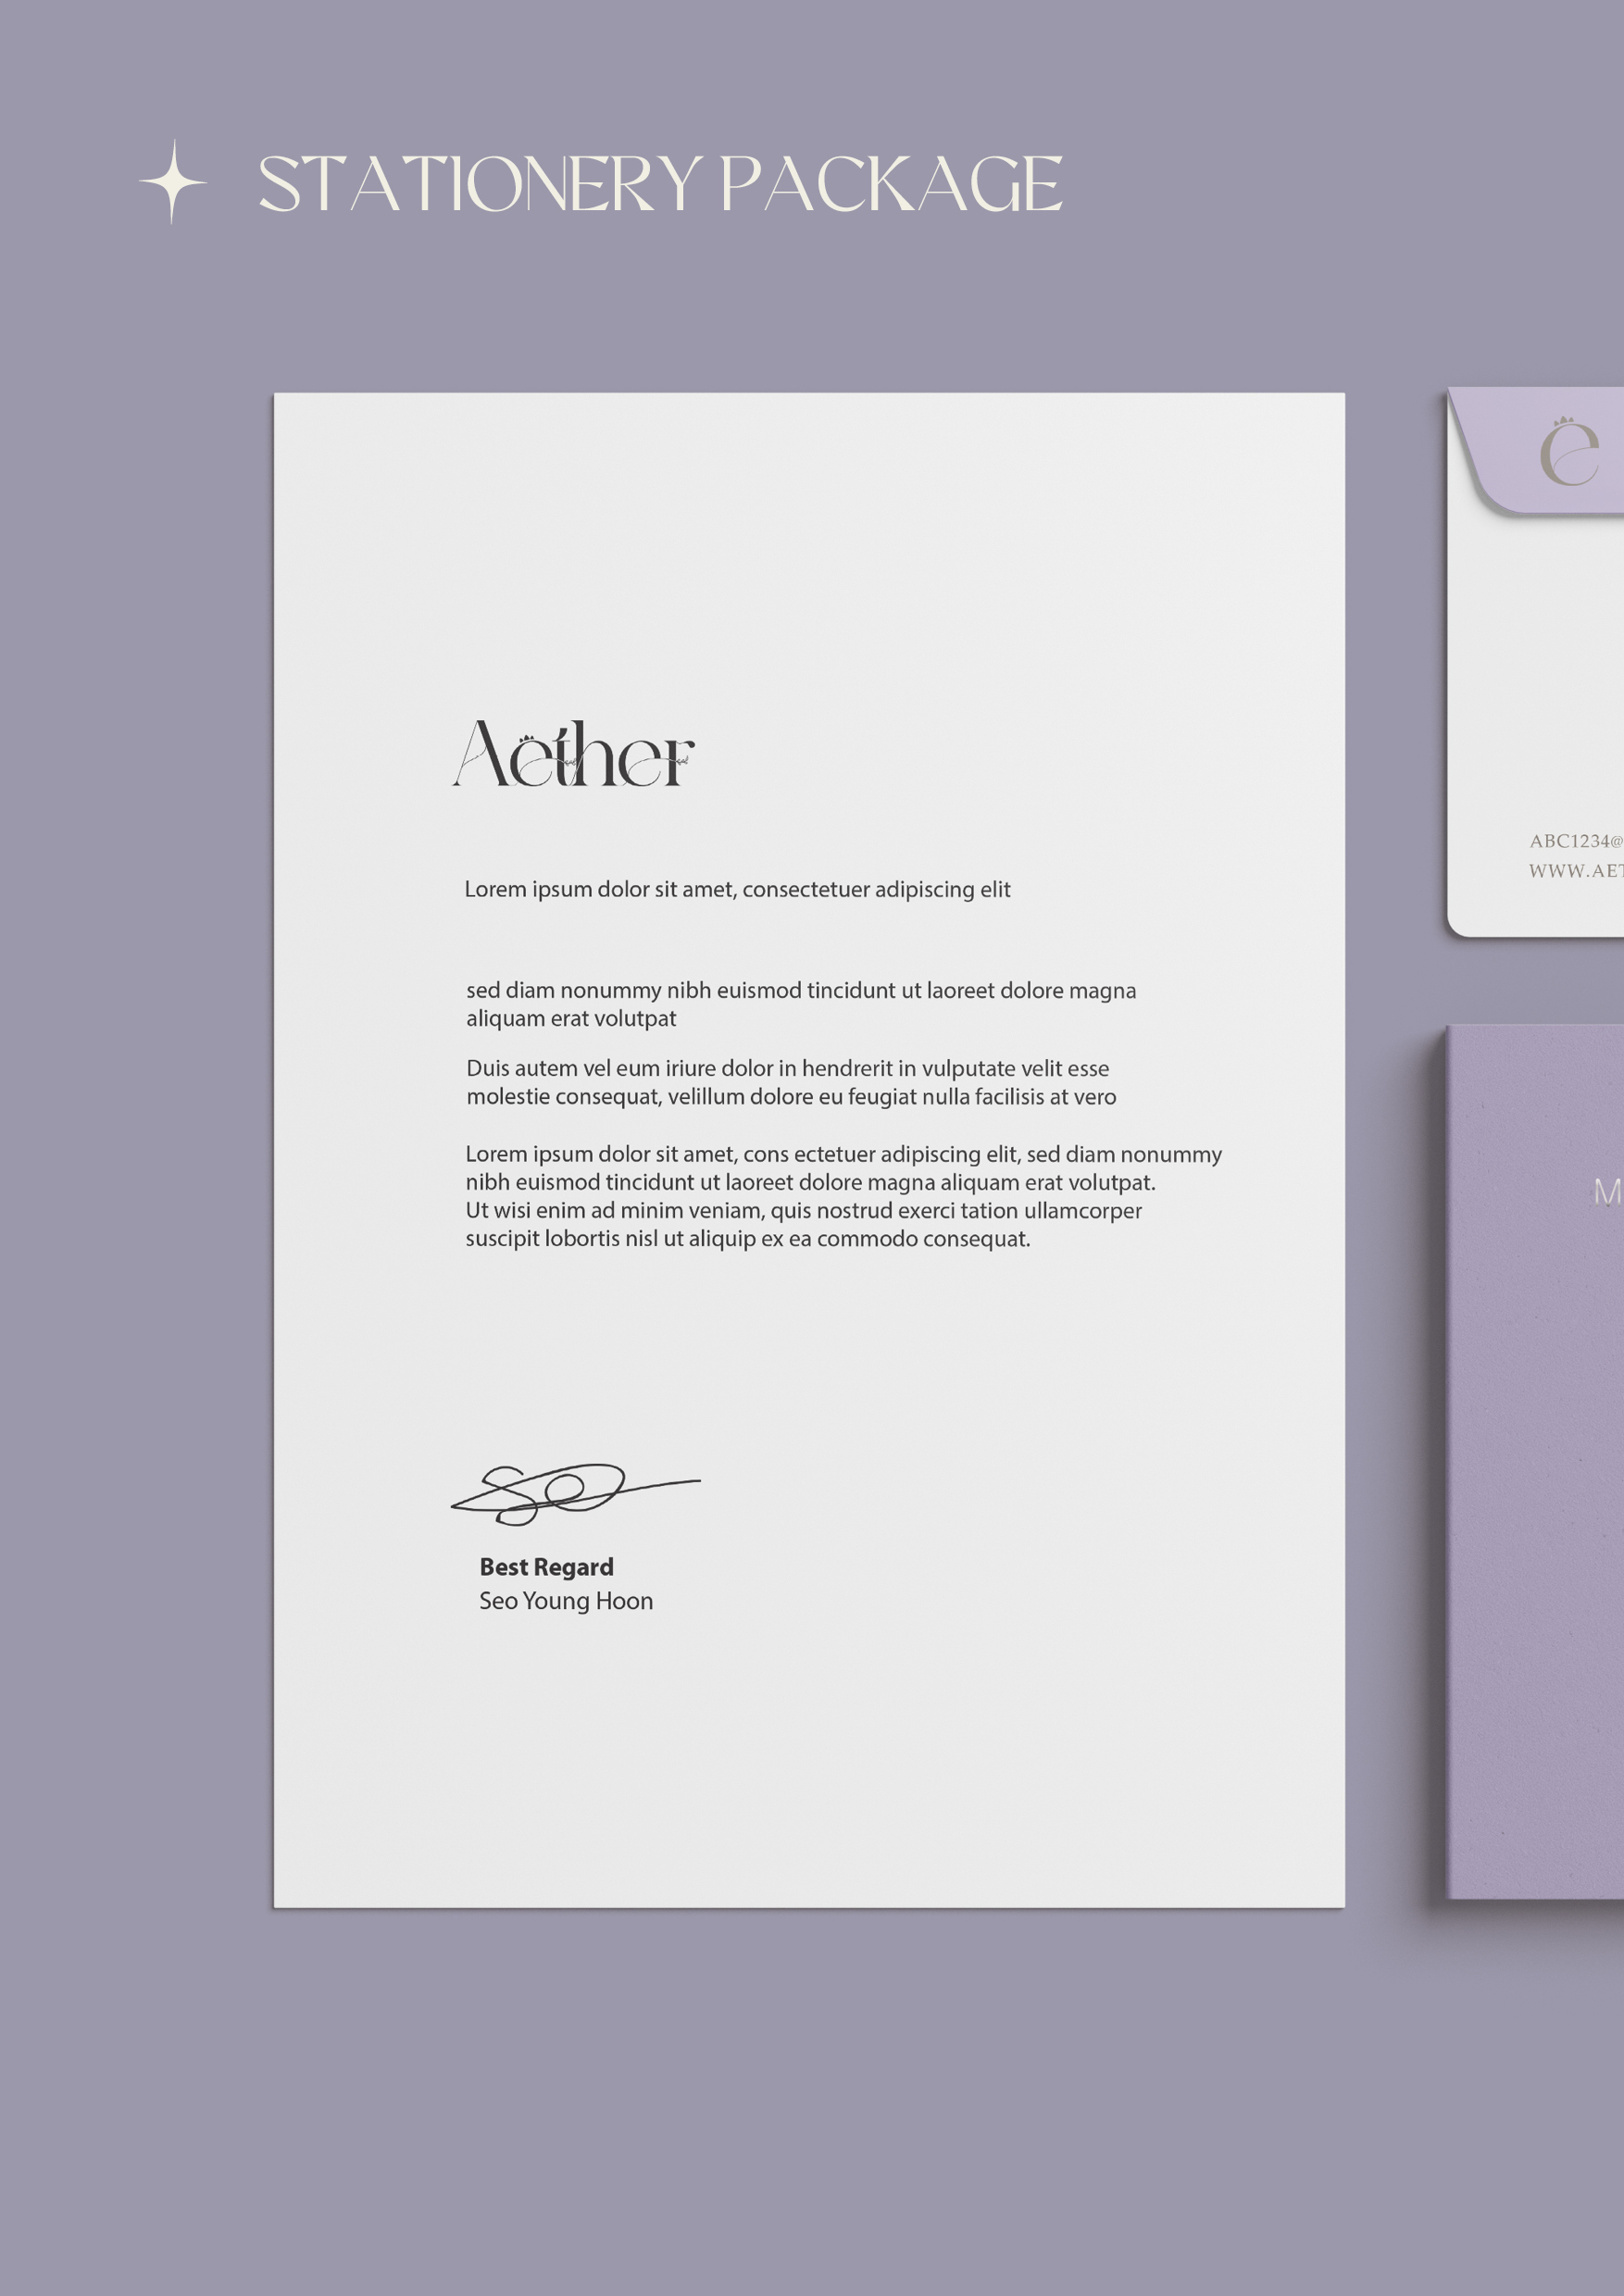 STATIONERY PACKAGE
Aether
Lorem ipsum dolor sit amet, consectetuer adipiscing elit
sed diam nonummy nibh euismod tincidunt ut laoreet dolore magna
aliquam erat volutpat
Duis autem vel eum iriure dolor in hendrerit in vulputate velit esse
molestie consequat, velillum dolore eu feugiat nulla facilisis at vero
Lorem ipsum dolor sit amet, cons ectetuer adipiscing elit, sed diam nonummy
nibh euismod tincidunt ut laoreet dolore magna aliquam erat volutpat.
Ut wisi enim ad minim veniam, quis nostrud exerci tation ullamcorper
suscipit lobortis nisl ut aliquip ex ea commodo consequat.
Best Regard
Seo Young Hoon
e
ABC1234@
WWW.AET
M